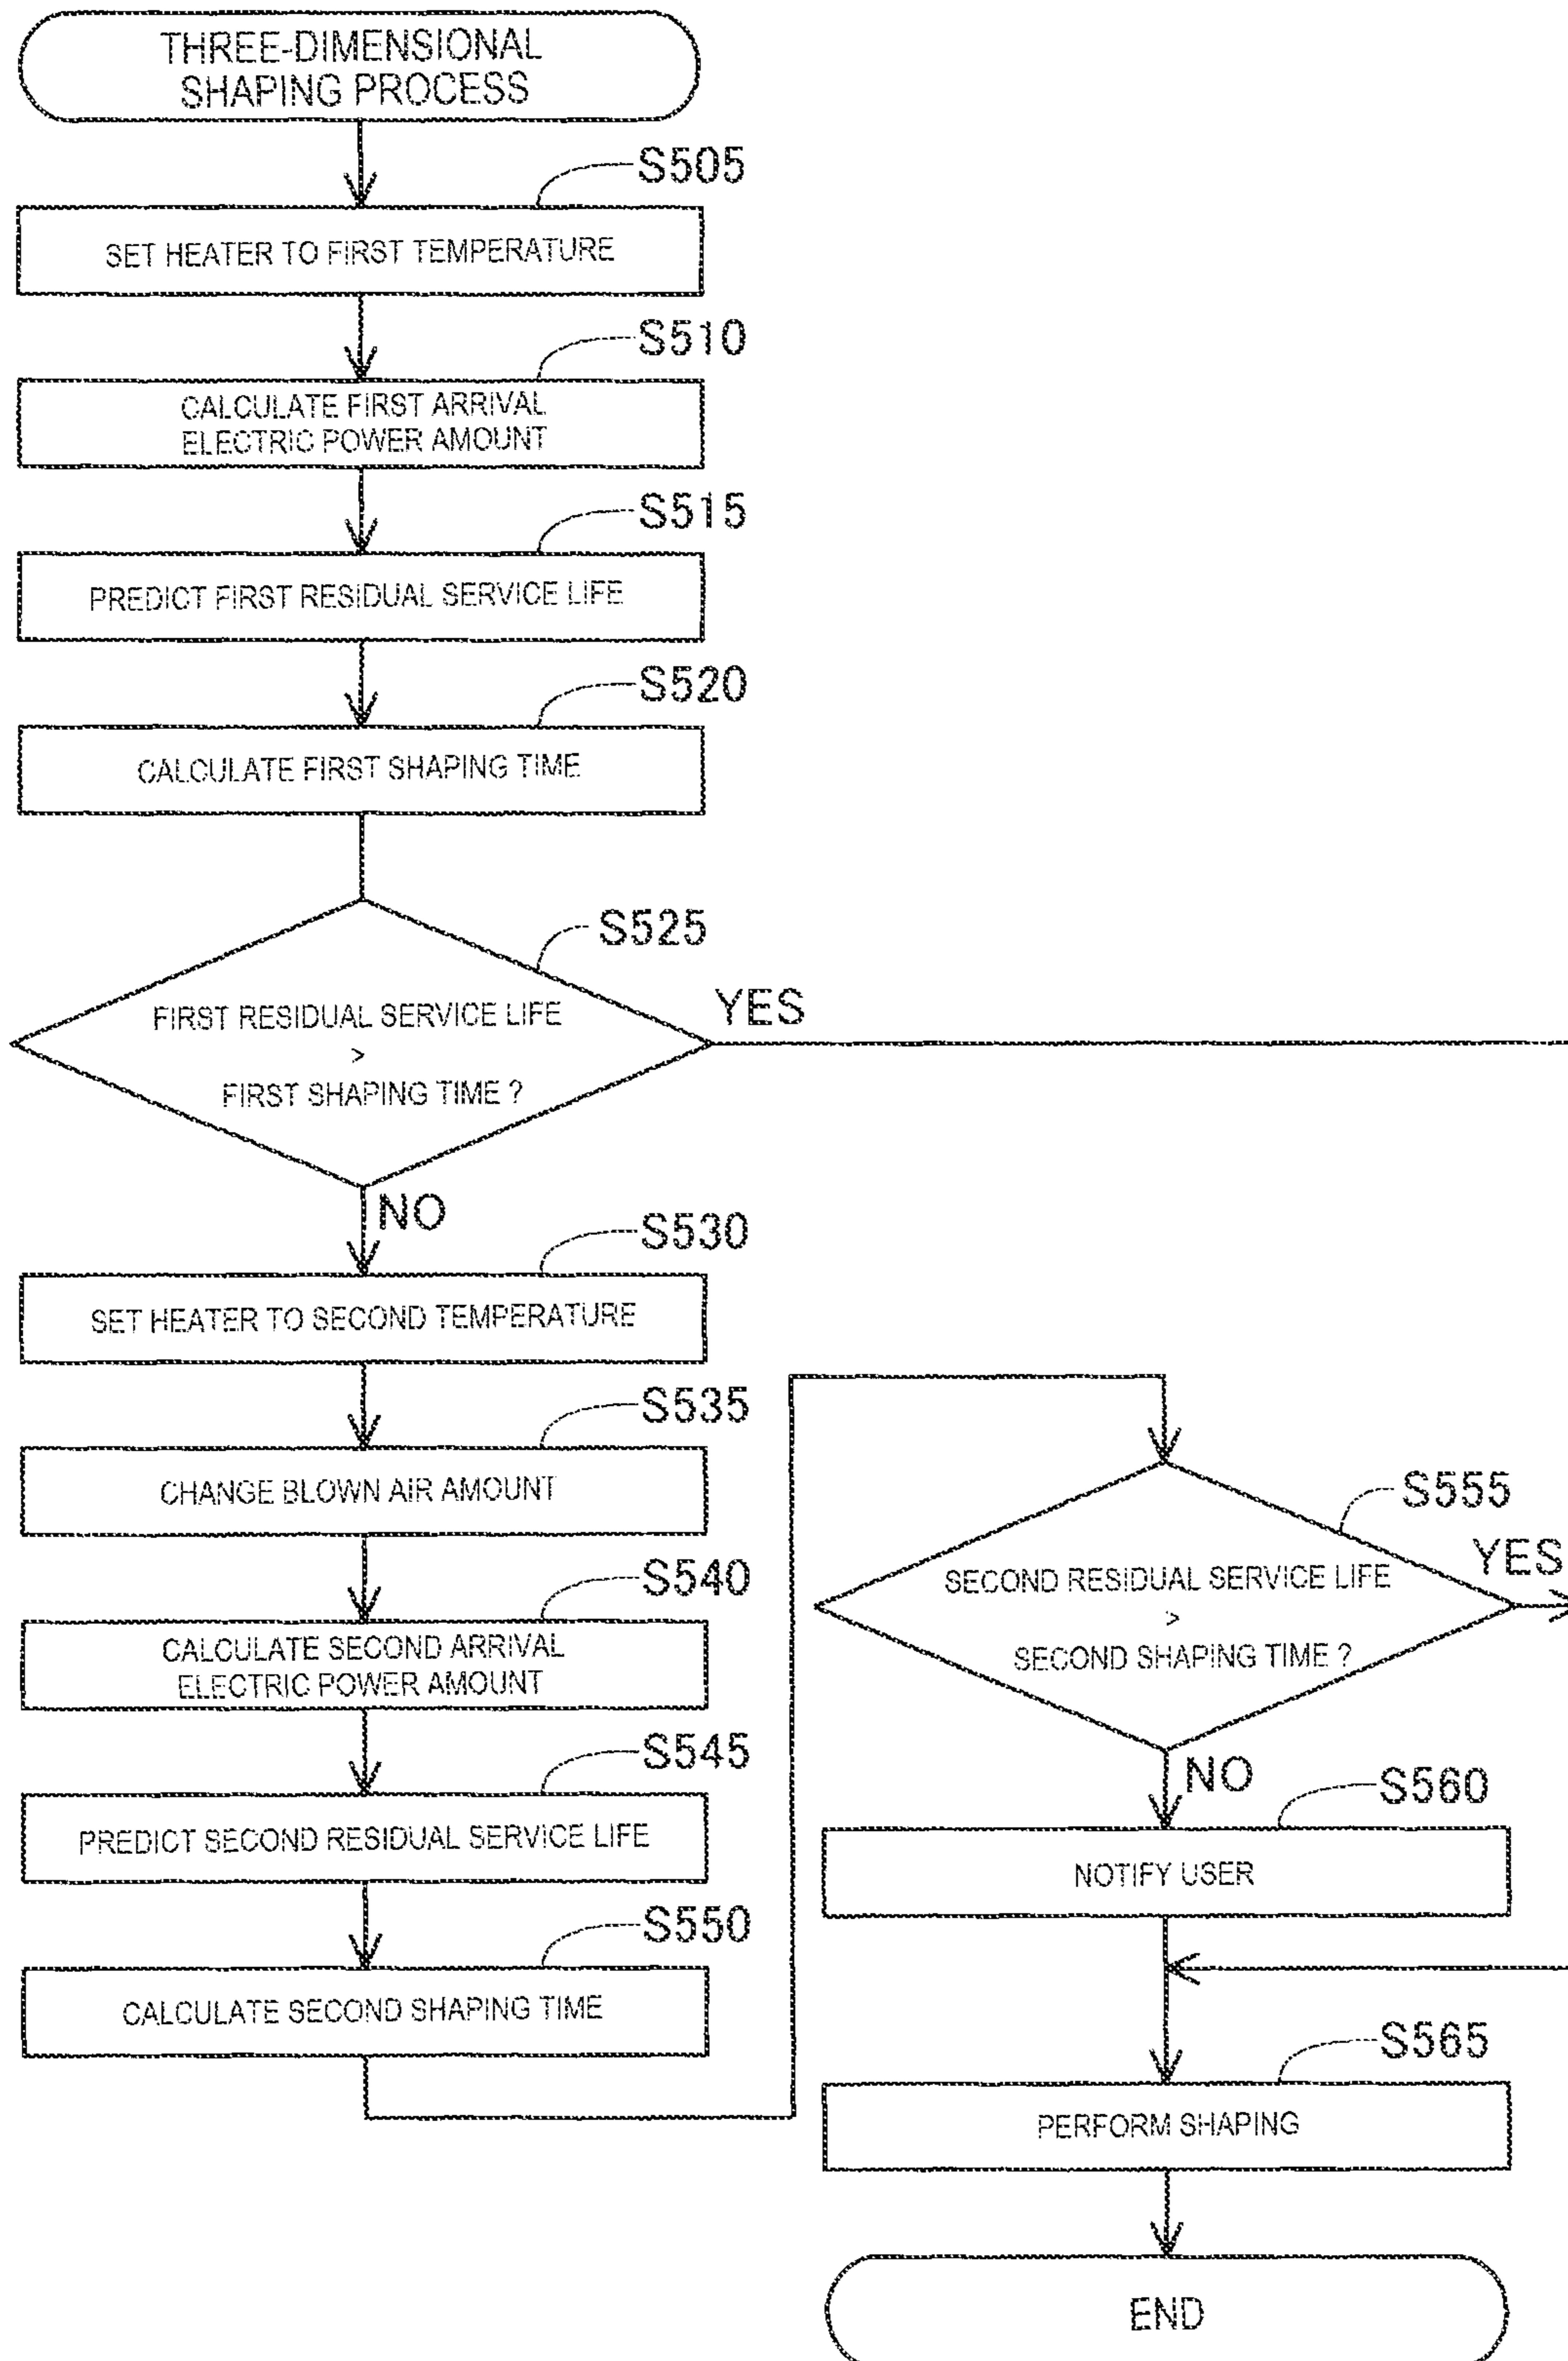 THREE-DIMENSIONAL
SHAPING PROCESS
S505
SET HEATER TO FIRST TEMPERATURE
S510
CALCULATE FIRST ARRIVAL
ELECTRIC POWER AMOUNT
S515
PREDICT FIRST RESIDUAL SERVICE LIFE
S520
CALCULATE FIRST SHAPING TIME
S525
FIRST RESIDUAL SERVICE LIFE
>
FIRST SHAPING TIME ?
YES
NO
S530
SET HEATER TO SECOND TEMPERATURE
S535
CHANGE BLOWN AIR AMOUNT
S540
CALCULATE SECOND ARRIVAL
ELECTRIC POWER AMOUNT
S545
PREDICT SECOND RESIDUAL SERVICE LIFE
S550
CALCULATE SECOND SHAPING TIME
S555
SECOND RESIDUAL SERVICE LIFE
>
SECOND SHAPING TIME ?
YES
NO
S560
NOTIFY USER
S565
PERFORM SHAPING
END